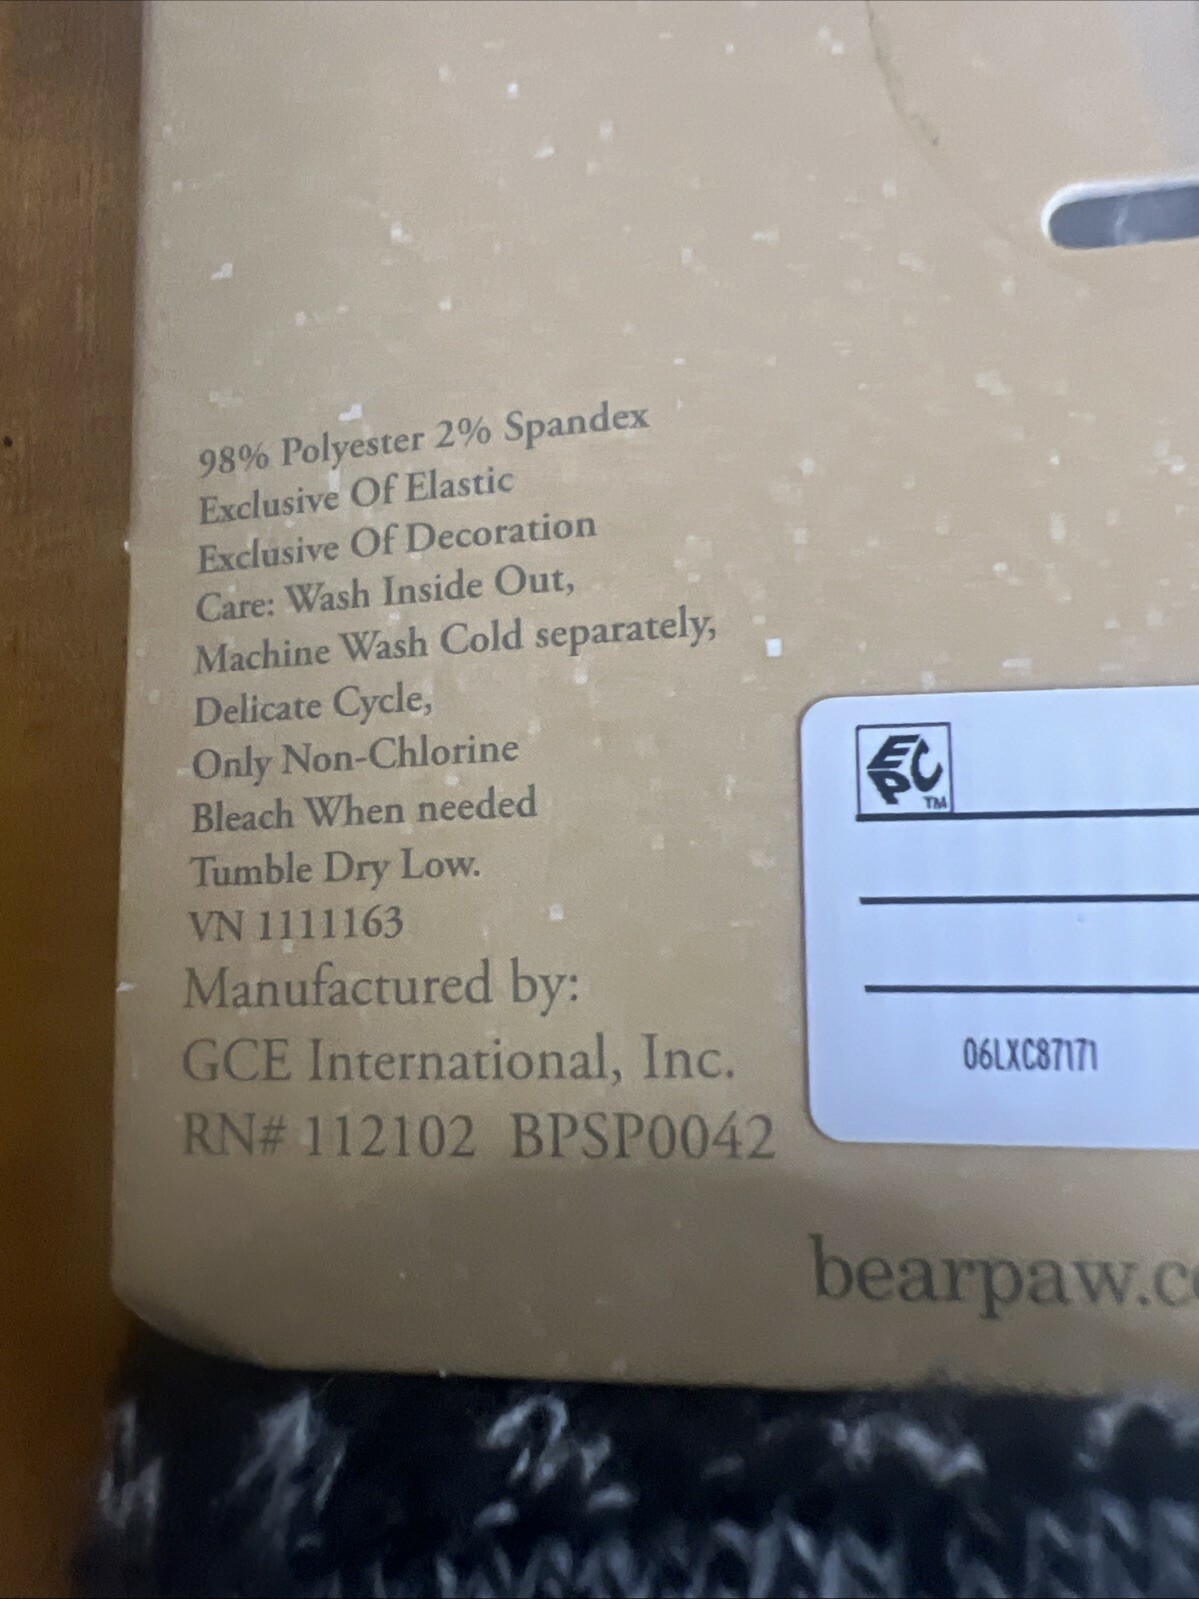 98% Polyester 2% Spandex
Exclusive Of Elastic
Exclusive Of Decoration
Care: Wash Inside Out,
Machine Wash Cold separately,
Delicate Cycle,
Only Non-Chlorine
Bleach When needed
Tumble Dry Low.
VN 1111163
Manufactured by:
GCE International, Inc.
RN# 112102 BPSP0042
EPC TM
06LXC87171
bearpaw.c